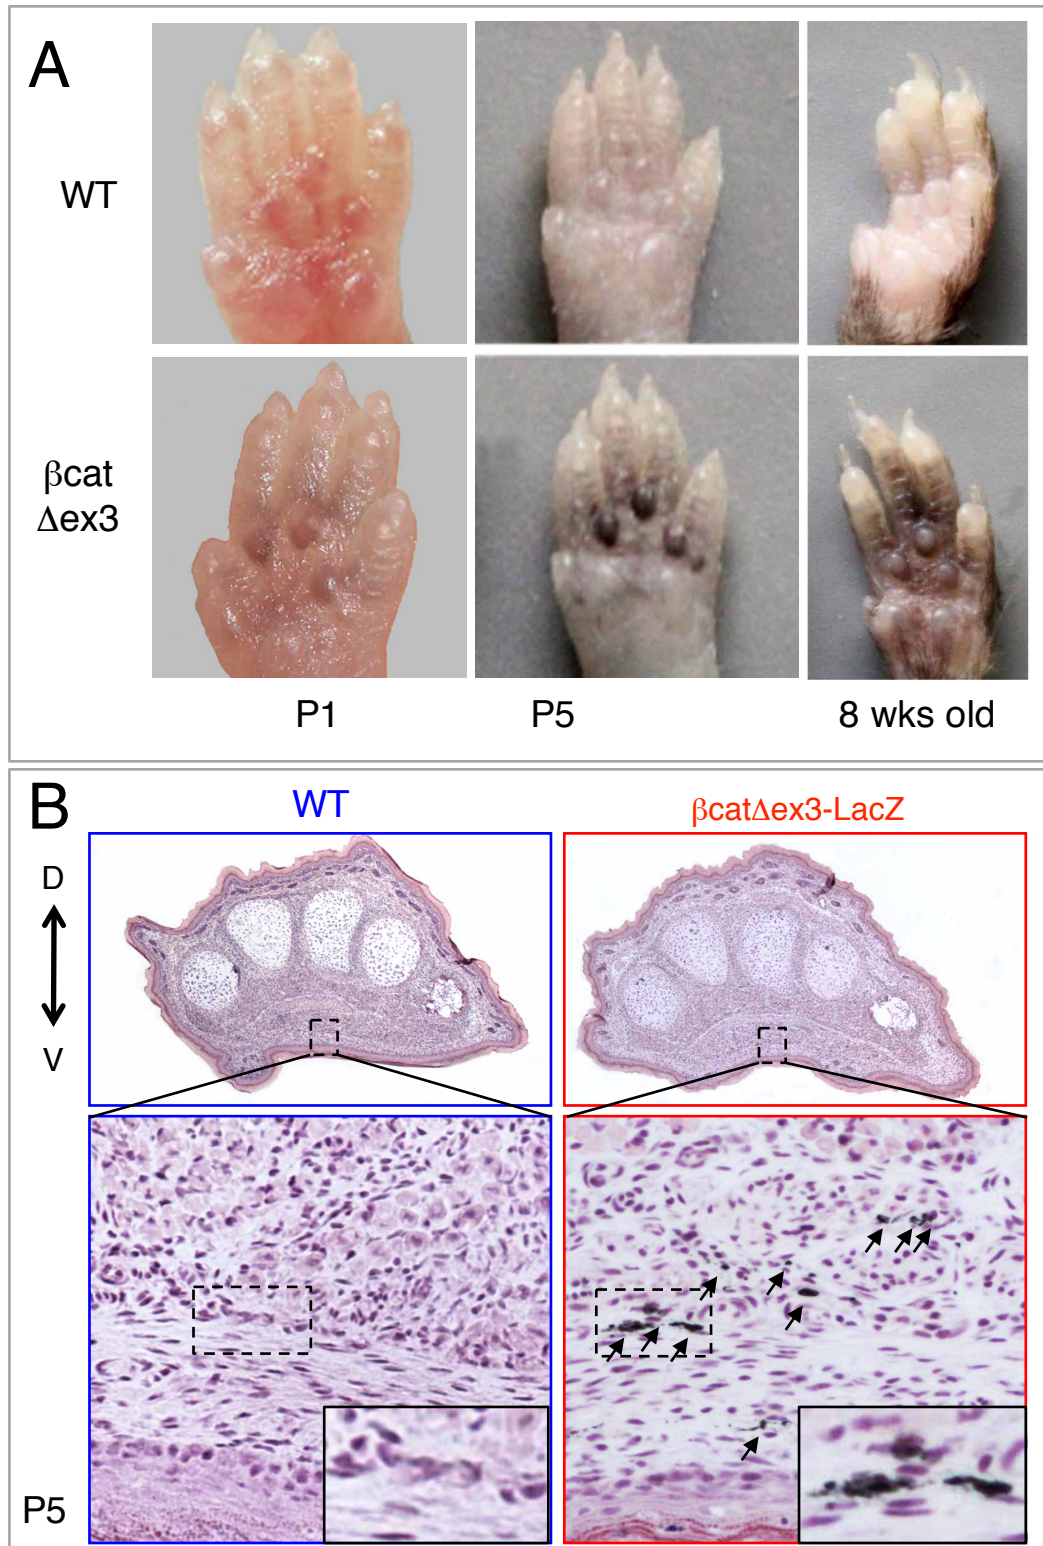 A
WT
βcat
Δex3
P1
P5
8 wks old
B
WT
βcatΔex3-LacZ
D
V
P5